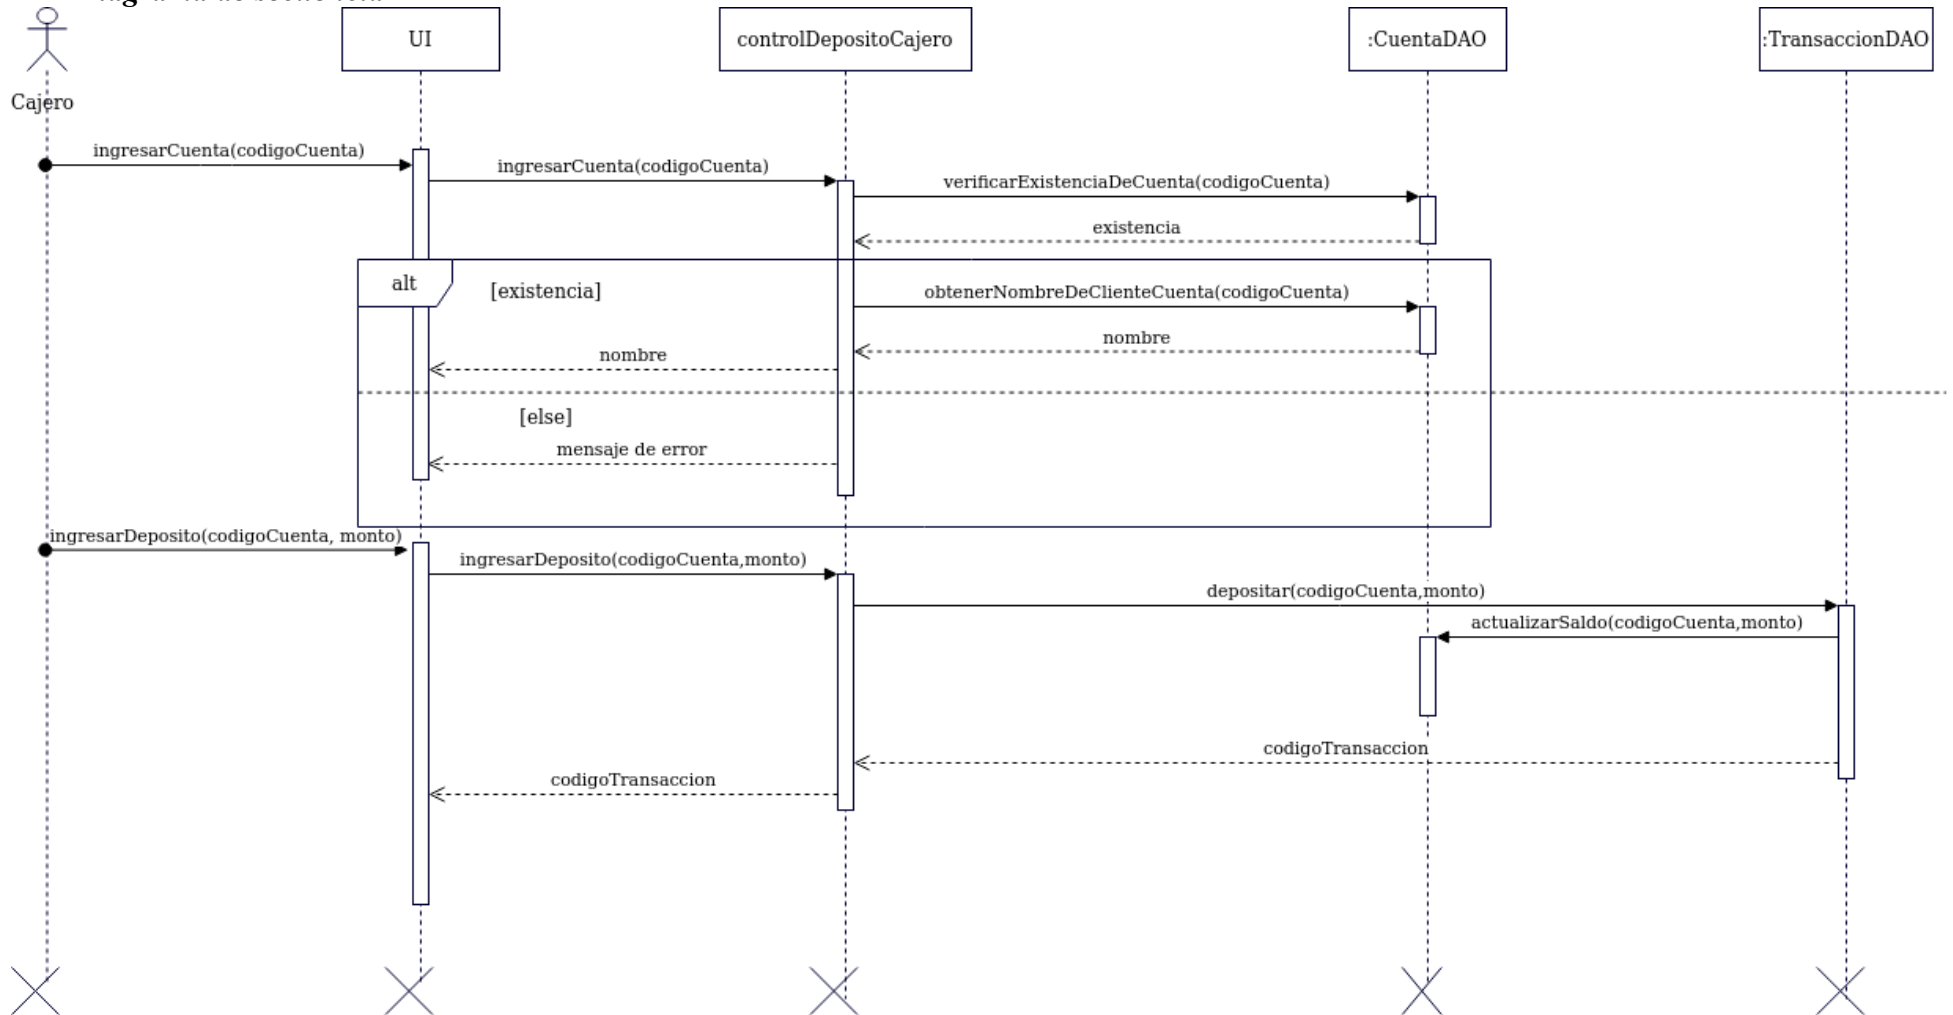 UI
controlDepositoCajero
:CuentaDAO
:TransaccionDAO
Cajero
ingresarCuenta(codigoCuenta)
ingresarCuenta(codigoCuenta)
verificarExistenciaDeCuenta(codigoCuenta)
existencia
alt
[existencia]
obtenerNombreDeClienteCuenta(codigoCuenta)
nombre
nombre
[else]
mensaje de error
ingresarDeposito(codigoCuenta, monto)
ingresarDeposito(codigoCuenta,monto)
depositar(codigoCuenta,monto)
actualizarSaldo(codigoCuenta,monto)
codigoTransaccion
codigoTransaccion